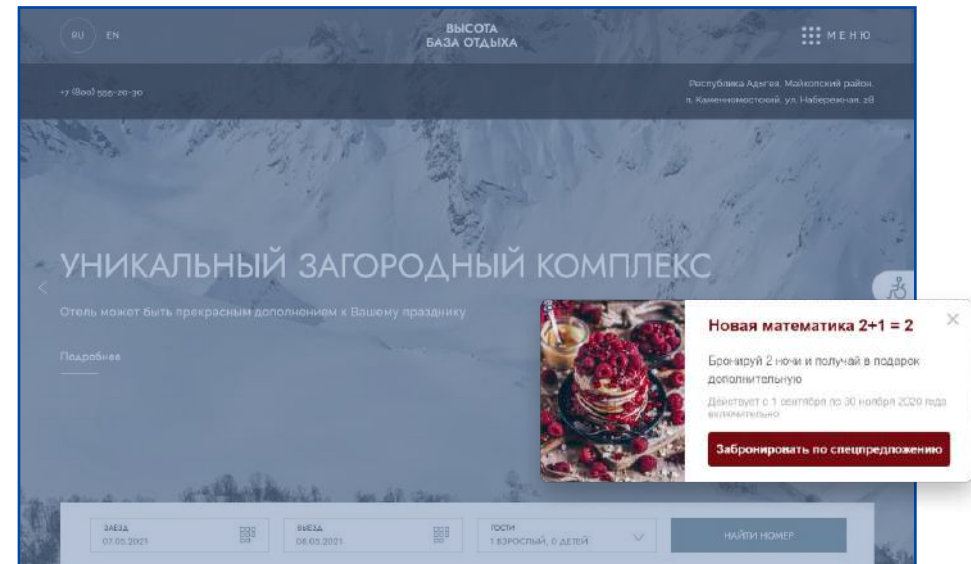 RU EN
ВЫСОТА
БАЗА ОТДЫХА
МЕНЮ
+7 (800) 555-20-30
Республика Адыгея, Майкопский район,
п. Каменномостский, ул. Набережная, 28
УНИКАЛЬНЫЙ ЗАГОРОДНЫЙ КОМПЛЕКС
Отель может быть прекрасным дополнением к Вашему празднику
Подробнее
Новая математика 2+1 = 2
Бронируй 2 ночи и получай в подарок
дополнительную
Действует с 1 сентября по 30 ноября 2020 года
включительно
Забронировать по спецпредложению
ЗАЕЗД
07.05.2021
ВЫЕЗД
08.05.2021
ГОСТИ
1 ВЗРОСЛЫЙ, 0 ДЕТЕЙ
НАЙТИ НОМЕР